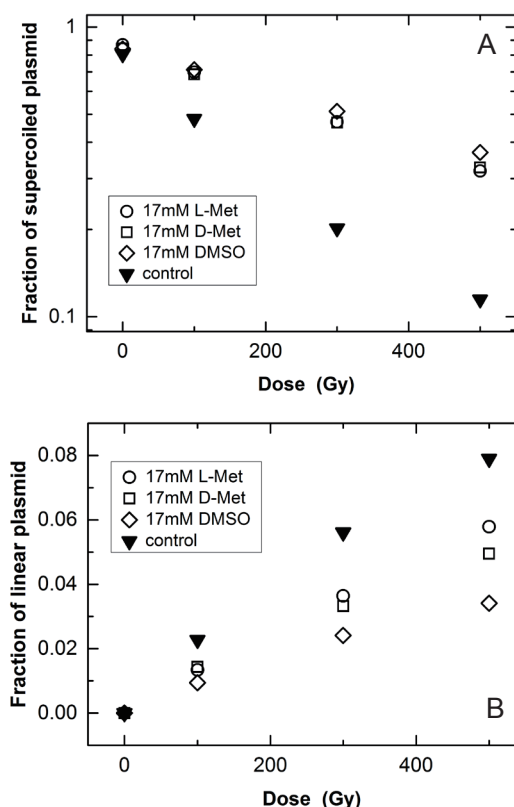 1
A
Fraction of supercoiled plasmid
17mM L-Met
17mM D-Met
17mM DMSO
control
0.1
0 200 400
Dose (Gy)
0.08
17mM L-Met
17mM D-Met
17mM DMSO
control
0.06
Fraction of linear plasmid
0.04
0.02
0.00
B
0 200 400
Dose (Gy)